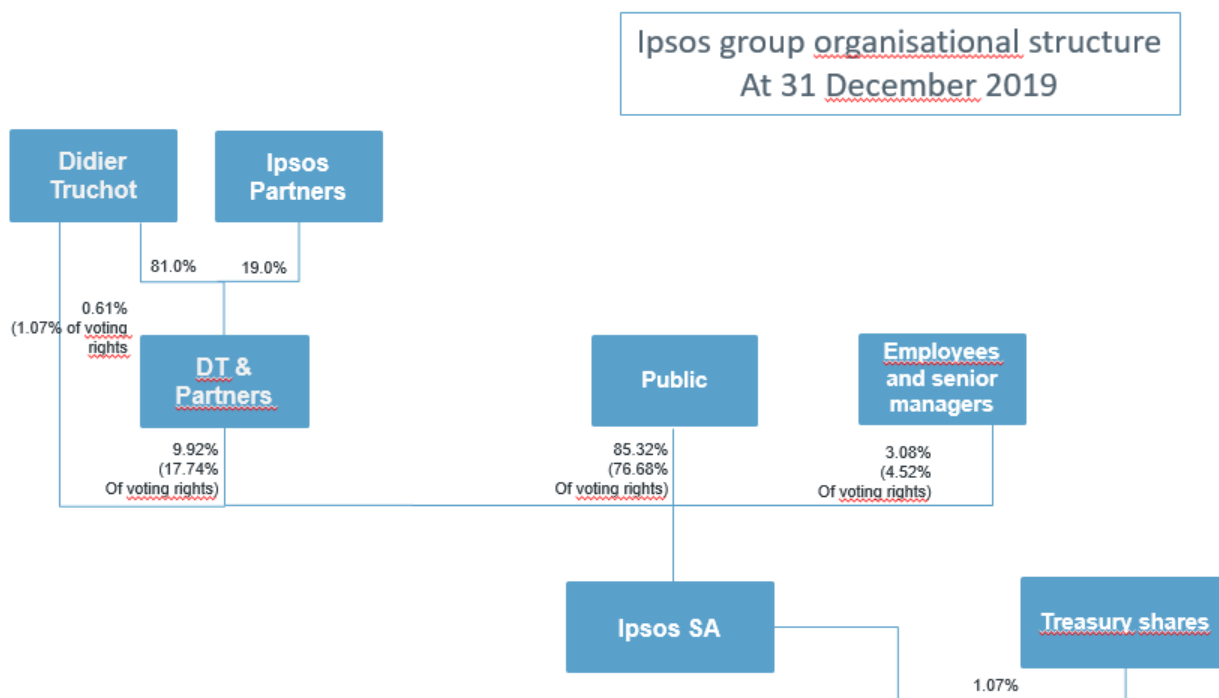 Ipsos group organisational structure
At 31 December 2019
Didier
Truchot
Ipsos
Partners
81.0%
19.0%
0.61%
(1.07% of voting
rights
DT &
Partners
Public
Employees
and senior
managers
9.92%
(17.74%
Of voting rights)
85.32%
(76.68%
Of voting rights)
3.08%
(4.52%
Of voting rights)
Ipsos SA
Treasury shares
1.07%